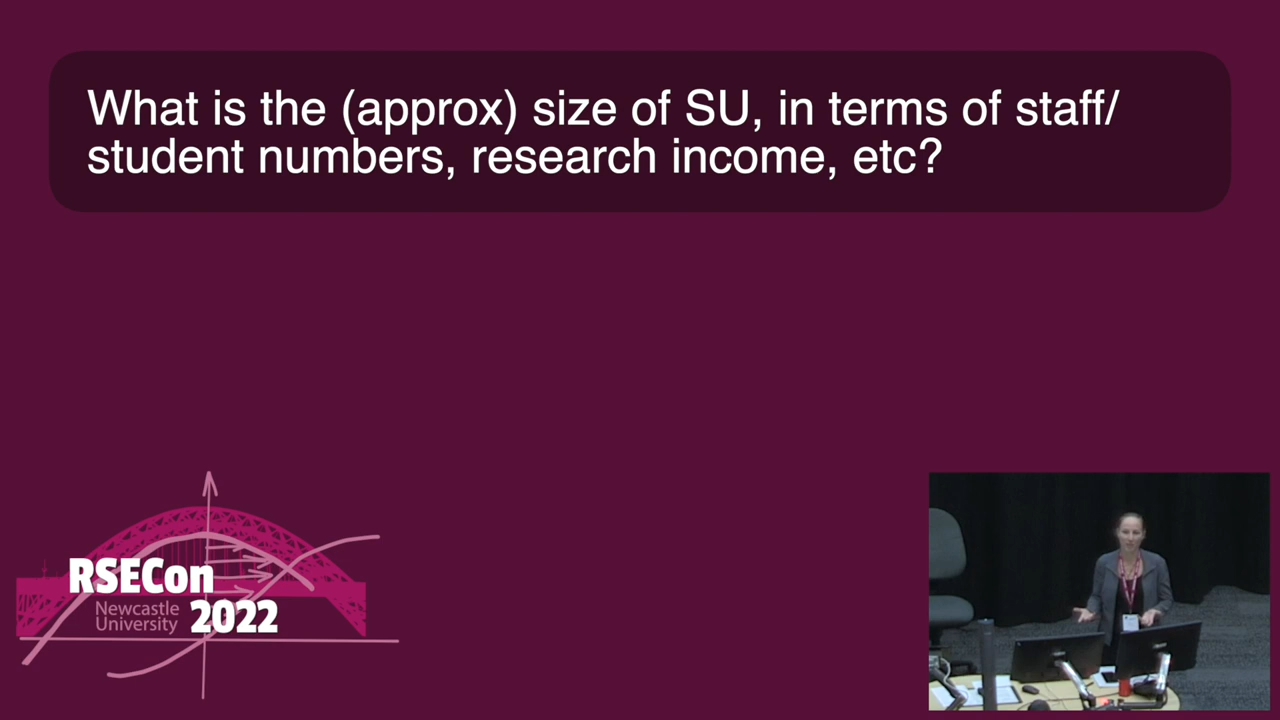 What is the (approx) size of SU, in terms of staff/
student numbers, research income, etc?
RSECon
Newcastle
University
2022